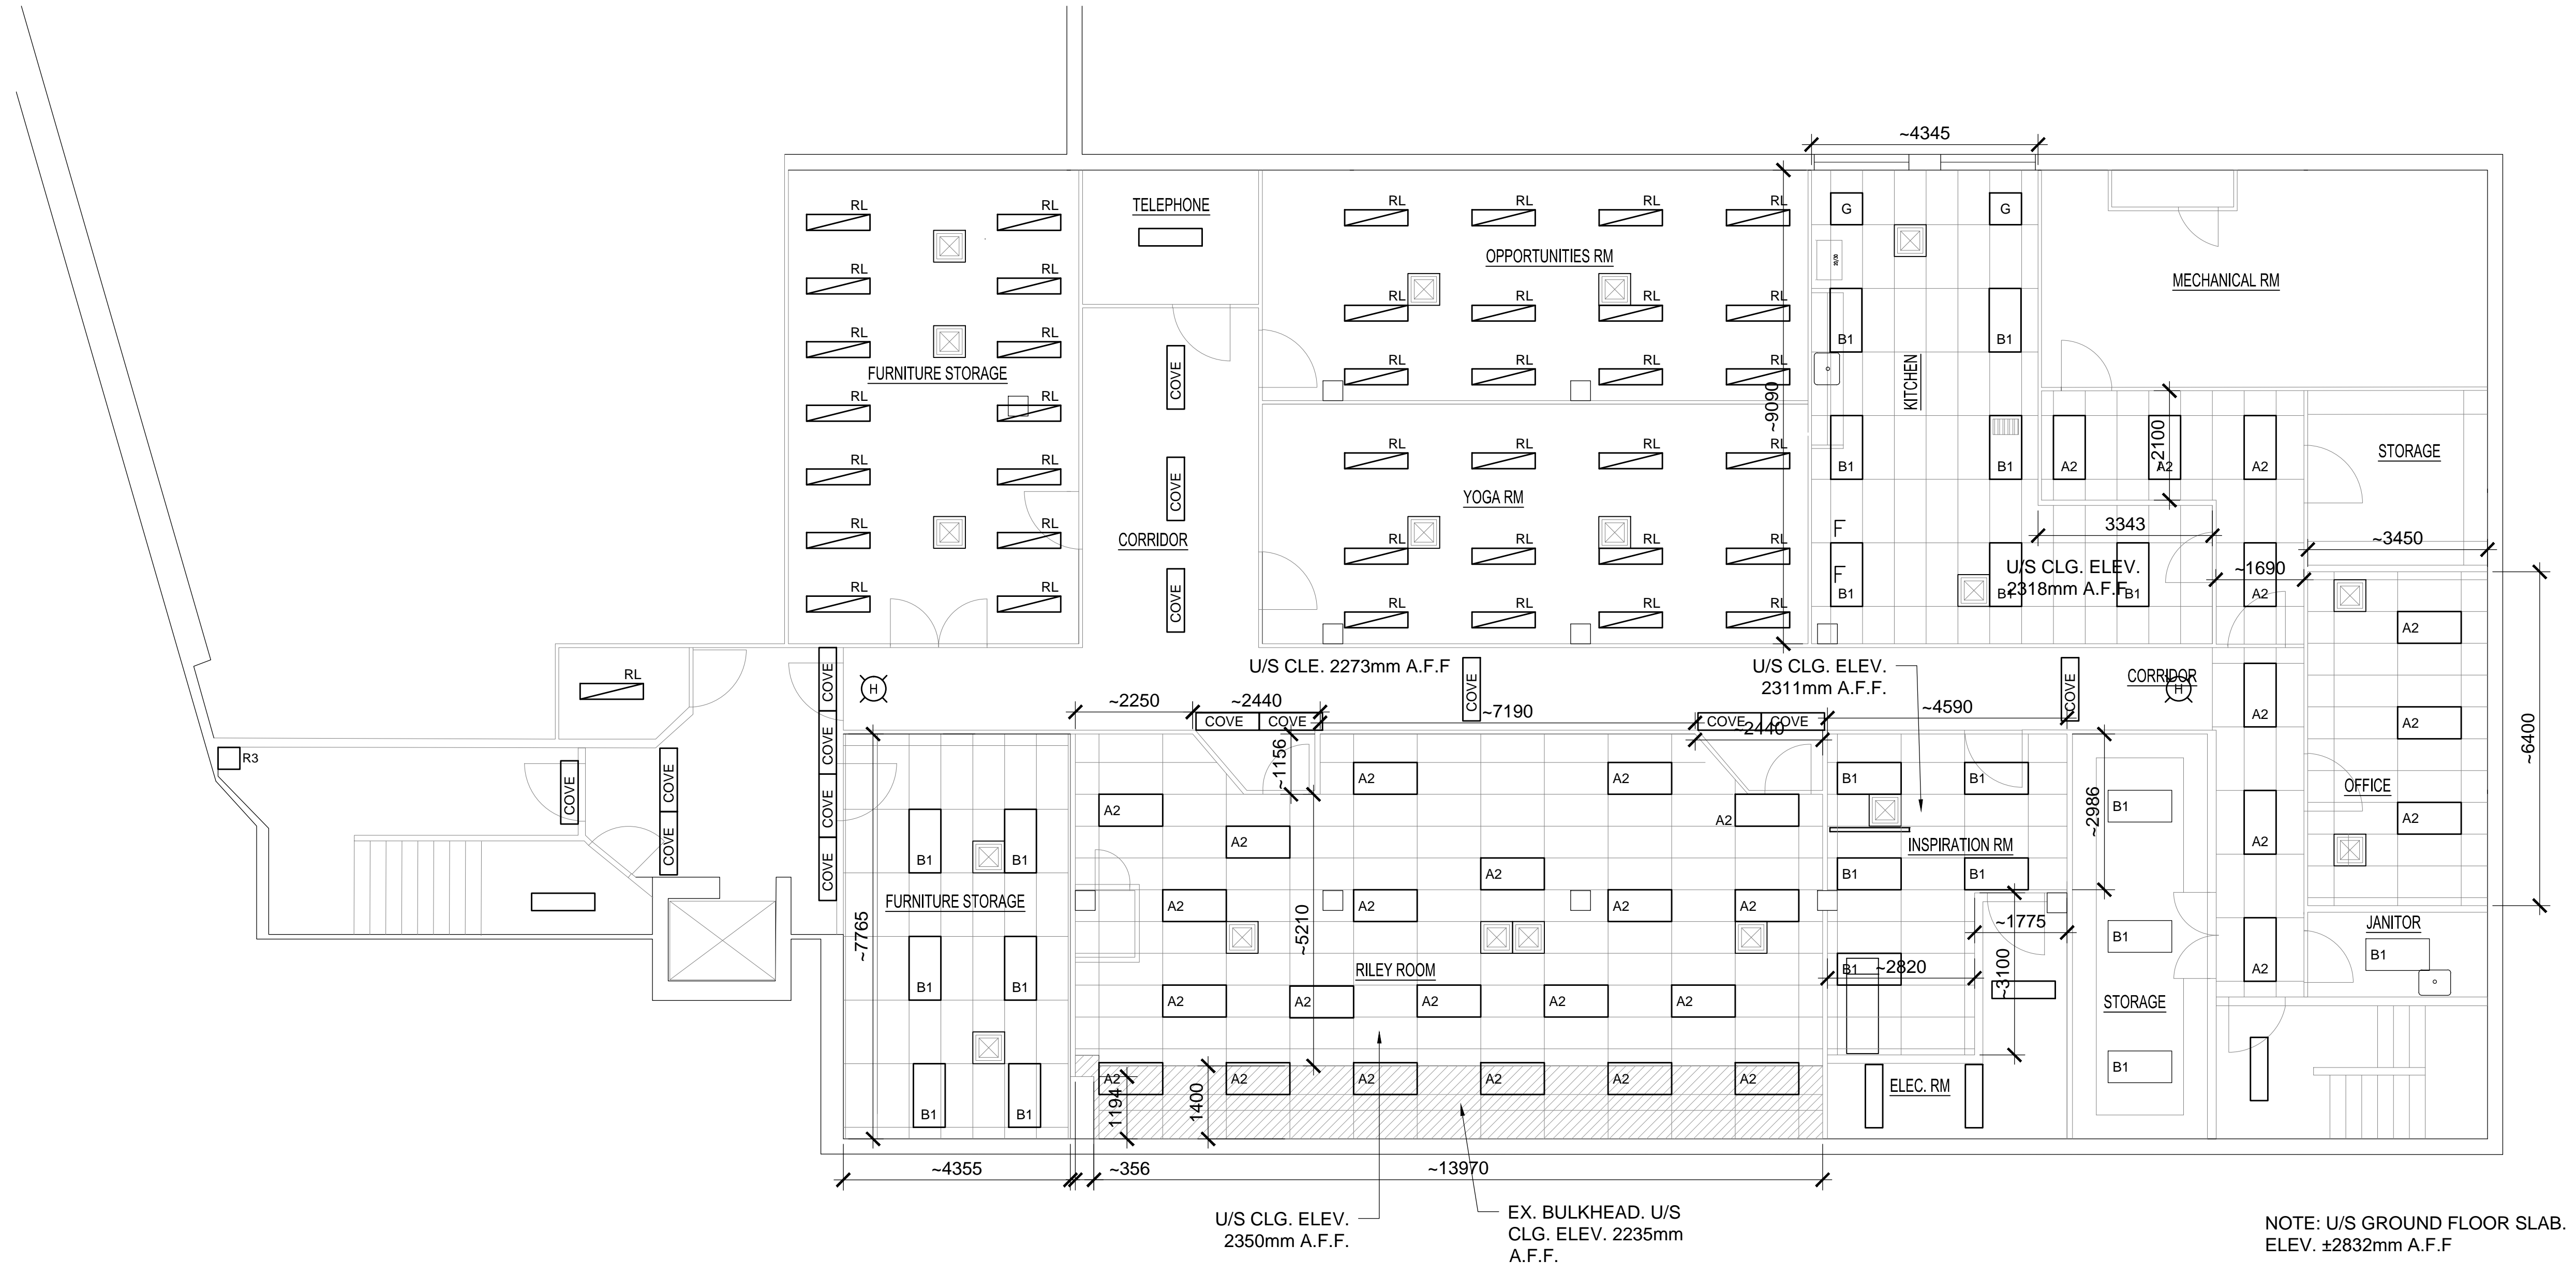 ~4345
RL
RL
TELEPHONE
RL
RL
RL
RL
G
G
OPPORTUNITIES RM
RL
RL
MECHANICAL RM
RL
RL
RL
RL
RL
RL
B1
B1
FURNITURE STORAGE
COVE
RL
RL
RL
RL
KITCHEN
~9090
RL
RL
RL
RL
RL
RL
~2100
STORAGE
RL
RL
B1
B1
A2
A2
A2
COVE
YOGA RM
RL
RL
CORRIDOR
RL
RL
RL
RL
F
3343
~3450
U/S CLG. ELEV.
2318mm A.F.F
~1690
F
RL
RL
COVE
B1
B1
B1
A2
RL
RL
RL
RL
A2
U/S CLE. 2273mm A.F.F
U/S CLG. ELEV.
2311mm A.F.F.
CORRIDOR
RL
COVE
H
COVE
COVE
H
~2250
~2440
~7190
~4590
COVE
COVE
COVE
COVE
~2440
A2
A2
~6400
R3
COVE
COVE
COVE
COVE
~1156
A2
A2
B1
B1
OFFICE
A2
A2
B1
~2986
A2
COVE
COVE
COVE
A2
INSPIRATION RM
A2
B1
B1
A2
B1
B1
FURNITURE STORAGE
A2
A2
A2
A2
~7765
~5210
~1775
JANITOR
B1
B1
RILEY ROOM
B1
~2820
~3100
A2
B1
B1
A2
A2
A2
A2
A2
STORAGE
B1
B1
A2
A2
A2
A2
A2
A2
ELEC. RM
B1
1194
1400
~4355
~356
~13970
U/S CLG. ELEV.
2350mm A.F.F.
EX. BULKHEAD. U/S
CLG. ELEV. 2235mm
A.F.F.
NOTE: U/S GROUND FLOOR SLAB.
ELEV. ±2832mm A.F.F